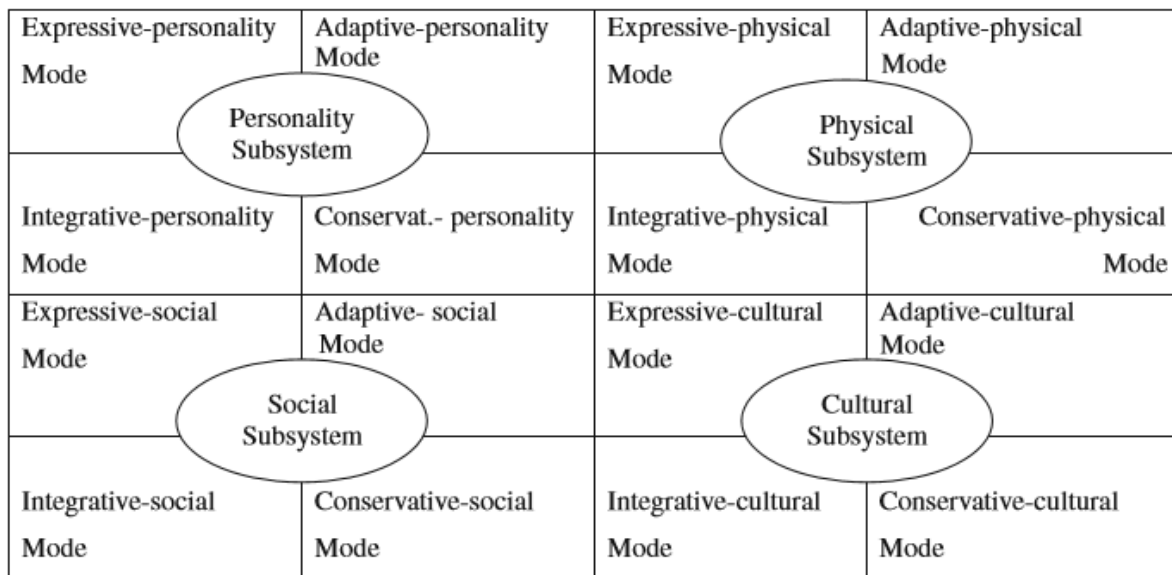 Expressive-personality
Mode
Adaptive-personality
Mode
Personality
Subsystem
Integrative-personality
Mode
Conservat.- personality
Mode
Expressive-physical
Mode
Adaptive-physical
Mode
Physical
Subsystem
Integrative-physical
Mode
Conservative-physical
Mode
Expressive-social
Mode
Adaptive- social
Mode
Social
Subsystem
Integrative-social
Mode
Conservative-social
Mode
Expressive-cultural
Mode
Adaptive-cultural
Mode
Cultural
Subsystem
Integrative-cultural
Mode
Conservative-cultural
Mode